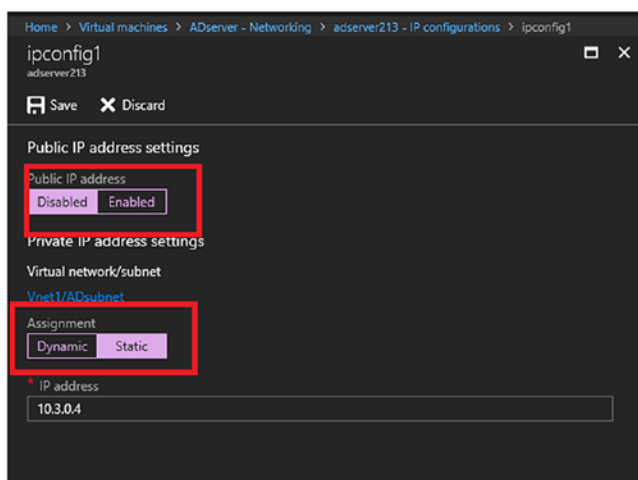 Home > Virtual machines > ADserver - Networking > adserver213 - IP configurations > ipconfig1
ipconfig1
adserver213
Save Discard
Public IP address settings
Public IP address
Disabled Enabled
Private IP address settings
Virtual network/subnet
Vnet1/ADsubnet
Assignment
Dynamic Static
* IP address
10.3.0.4